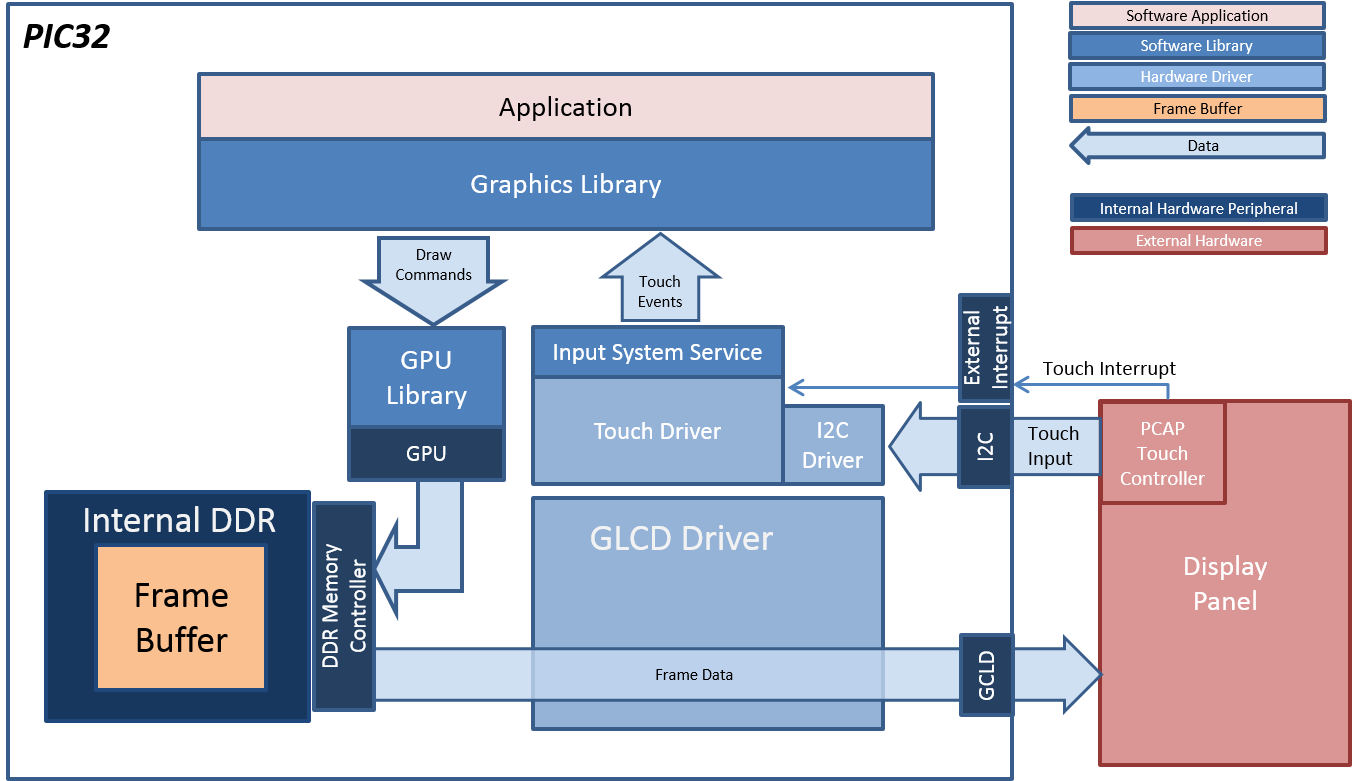 PIC32
Software Application
Software Library
Hardware Driver
Frame Buffer
Data
Internal Hardware Peripheral
External Hardware
Application
Graphics Library
Draw
Commands
Touch
Events
GPU
Library
GPU
Input System Service
Touch Driver
I2C
Driver
External
Interrupt
Touch Interrupt
I2C
Touch
Input
PCAP
Touch
Controller
Display
Panel
Internal DDR
Frame
Buffer
DDR Memory
Controller
GLCD Driver
Frame Data
GCLD